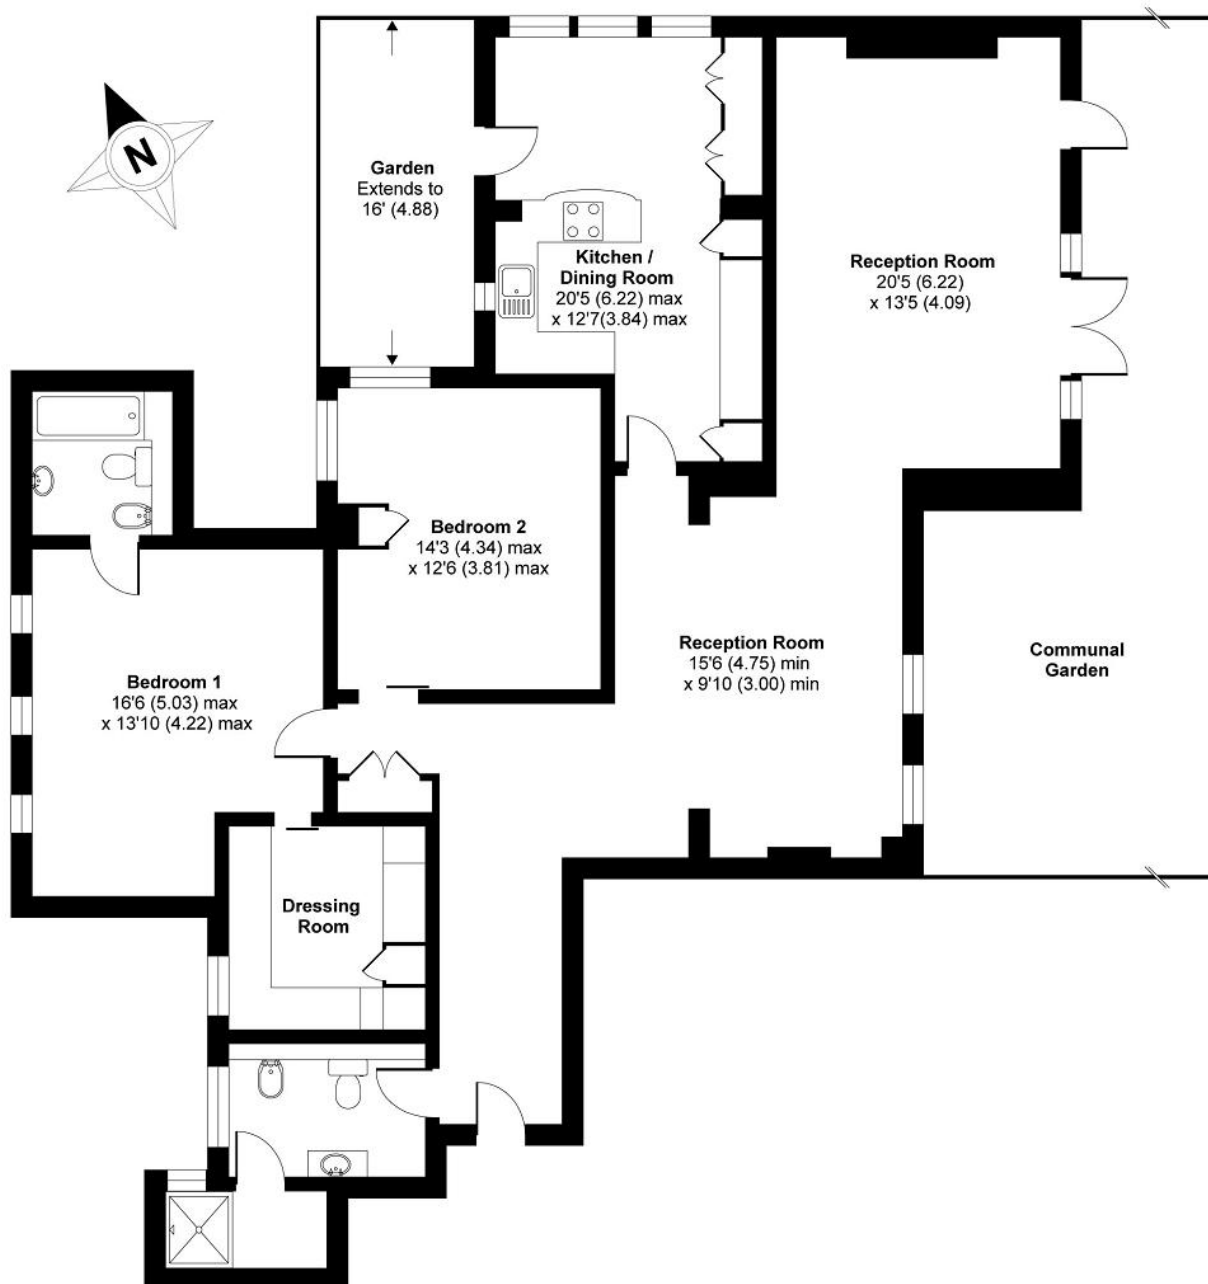 N
Garden
Extends to
16' (4.88)
Kitchen /
Dining Room
20'5 (6.22) max
x 12'7(3.84) max
Reception Room
20'5 (6.22)
x 13'5 (4.09)
Bedroom 2
14'3 (4.34) max
x 12'6 (3.81) max
Reception Room
15'6 (4.75) min
x 9'10 (3.00) min
Communal
Garden
Bedroom 1
16'6 (5.03) max
x 13'10 (4.22) max
Dressing
Room